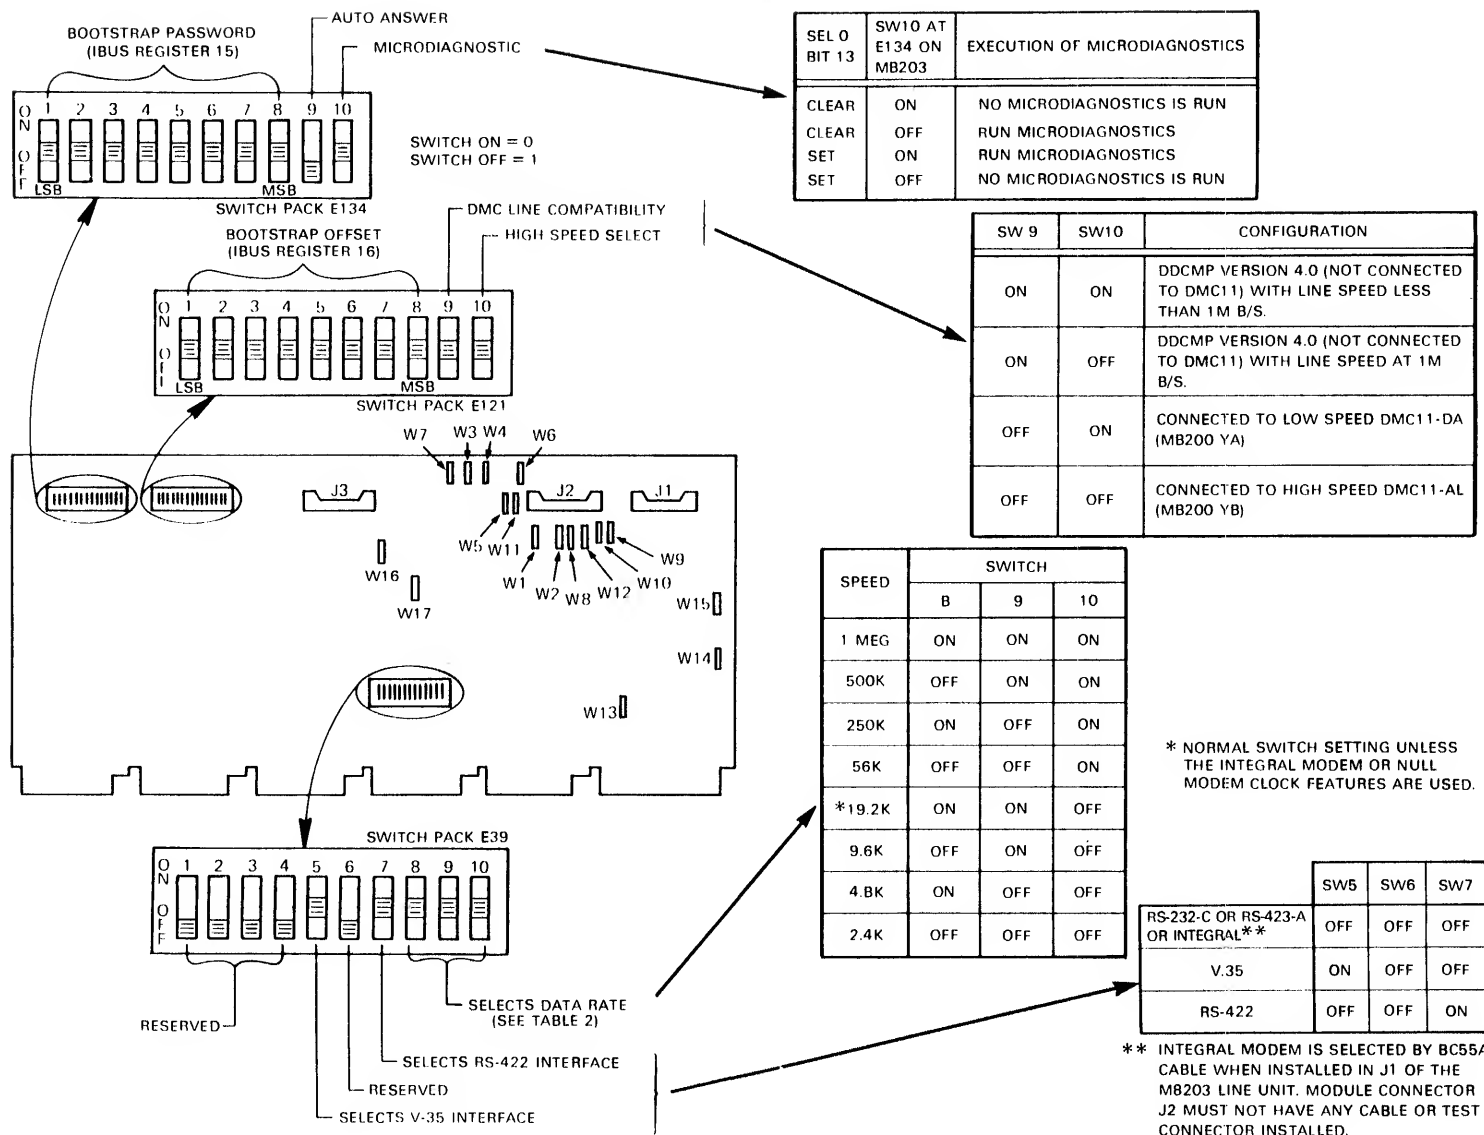 BOOTSTRAP PASSWORD
(IBUS REGISTER 15)
AUTO ANSWER
MICRODIAGNOSTIC
ON OFF
1 2 3 4 5 6 7 8 9 10
LSB MSB
SWITCH PACK E134
SWITCH ON = 0
SWITCH OFF = 1
SEL 0 BIT 13 | SW10 AT E134 ON MB203 | EXECUTION OF MICRODIAGNOSTICS
CLEAR ON NO MICRODIAGNOSTICS IS RUN
CLEAR OFF RUN MICRODIAGNOSTICS
SET ON RUN MICRODIAGNOSTICS
SET OFF NO MICRODIAGNOSTICS IS RUN
BOOTSTRAP OFFSET
(IBUS REGISTER 16)
DMC LINE COMPATIBILITY
HIGH SPEED SELECT
ON OFF
1 2 3 4 5 6 7 8 9 10
LSB MSB
SWITCH PACK E121
SW 9 SW10 CONFIGURATION
ON ON DDCMP VERSION 4.0 (NOT CONNECTED
TO DMC11) WITH LINE SPEED LESS
THAN 1M B/S.
ON OFF DDCMP VERSION 4.0 (NOT CONNECTED
TO DMC11) WITH LINE SPEED AT 1M
B/S.
OFF ON CONNECTED TO LOW SPEED DMC11-DA
(MB200 YA)
OFF OFF CONNECTED TO HIGH SPEED DMC11-AL
(MB200 YB)
W7 W3 W4 W6
J3 J2 J1
W5 W11 W9
W16 W1 W2 W8 W12 W10
W17 W15
W14
W13
SPEED SWITCH
B 9 10
1 MEG ON ON ON
500K OFF ON ON
250K ON OFF ON
56K OFF OFF ON
*19.2K ON ON OFF
9.6K OFF ON OFF
4.BK ON OFF OFF
2.4K OFF OFF OFF
* NORMAL SWITCH SETTING UNLESS
THE INTEGRAL MODEM OR NULL
MODEM CLOCK FEATURES ARE USED.
SWITCH PACK E39
ON OFF
1 2 3 4 5 6 7 8 9 10
RESERVED
SELECTS DATA RATE
(SEE TABLE 2)
SELECTS RS-422 INTERFACE
RESERVED
SELECTS V-35 INTERFACE
SW5 SW6 SW7
RS-232-C OR RS-423-A
OR INTEGRAL** OFF OFF OFF
V.35 ON OFF OFF
RS-422 OFF OFF ON
** INTEGRAL MODEM IS SELECTED BY BC55A
CABLE WHEN INSTALLED IN J1 OF THE
M8203 LINE UNIT. MODULE CONNECTOR
J2 MUST NOT HAVE ANY CABLE OR TEST
CONNECTOR INSTALLED.